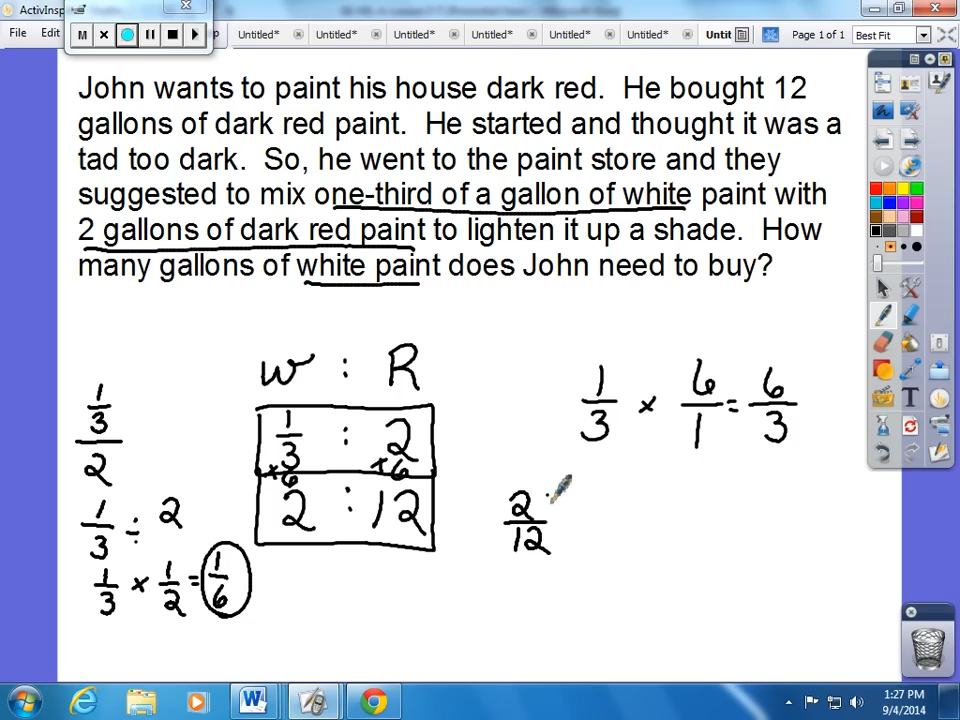 ActivInsp
File Edit
M
Untitled* Untitled* Untitled* Untitled* Untitled* Untitled* Untit Page 1 of 1 Best Fit
John wants to paint his house dark red. He bought 12
gallons of dark red paint. He started and thought it was a
tad too dark. So, he went to the paint store and they
suggested to mix one-third of a gallon of white paint with
2 gallons of dark red paint to lighten it up a shade. How
many gallons of white paint does John need to buy?
W : R
1/3 : 2
×6 ×6
2 : 12
1/3 / 2
1/3 ÷ 2
1/3 × 1/2 = 1/6
1/3 × 6/1 = 6/3
2/12
T
W
1:27 PM
9/4/2014